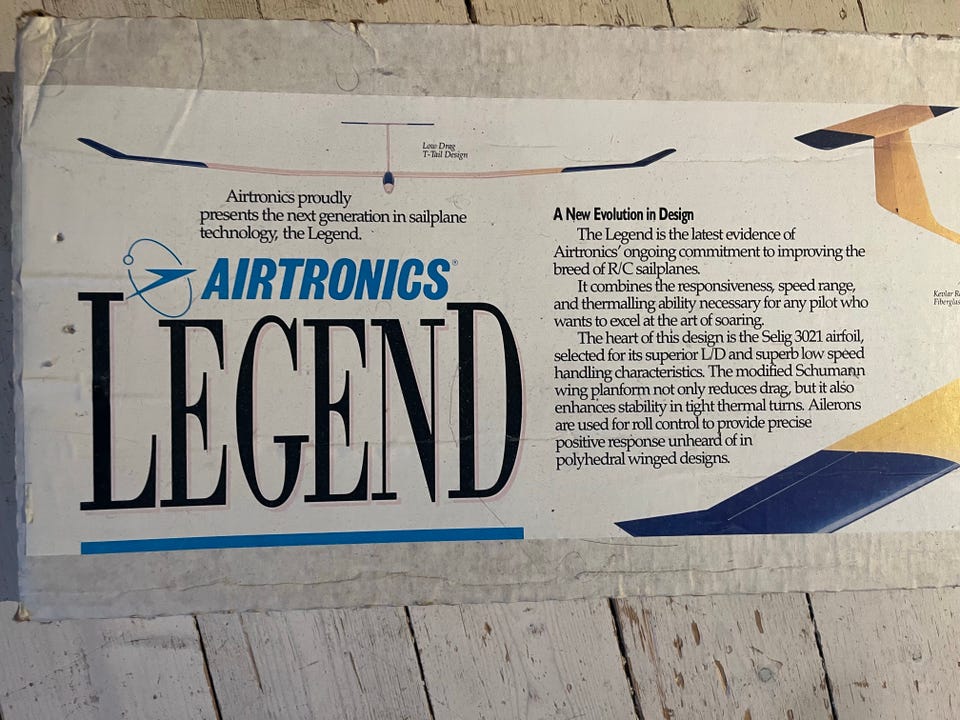 Low Drag
T-Tail Design
Airtronics proudly
presents the next generation in sailplane
technology, the Legend.
AIRTRONICS®
LEGEND
A New Evolution in Design
The Legend is the latest evidence of
Airtronics' ongoing commitment to improving the
breed of R/C sailplanes.
It combines the responsiveness, speed range,
and thermalling ability necessary for any pilot who
wants to excel at the art of soaring.
The heart of this design is the Selig 3021 airfoil,
selected for its superior L/D and superb low speed
handling characteristics. The modified Schumann
wing planform not only reduces drag, but it also
enhances stability in tight thermal turns. Ailerons
are used for roll control to provide precise
positive response unheard of in
polyhedral winged designs.
Kevlar